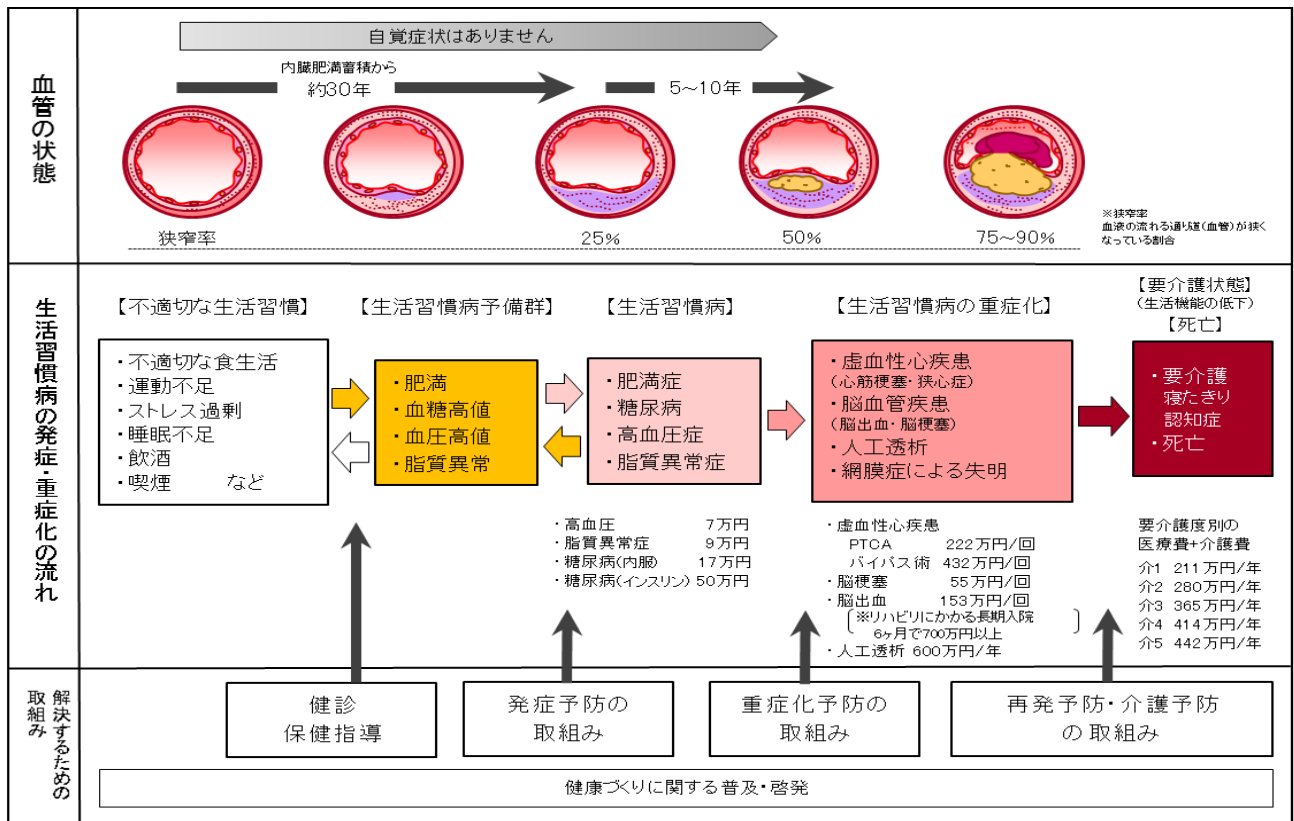 血管の状態
自覚症状はありません
内臓肥満蓄積から
約30年
5～10年
狭窄率
25%
50%
75～90%
※狭窄率
血液の流れる通り道(血管)が狭く
なっている割合
生活習慣病の発症・重症化の流れ
【不適切な生活習慣】
・不適切な食生活
・運動不足
・ストレス過剰
・睡眠不足
・飲酒
・喫煙 など
【生活習慣病予備群】
・肥満
・血糖高値
・血圧高値
・脂質異常
【生活習慣病】
・肥満症
・糖尿病
・高血圧症
・脂質異常症
・高血圧 7万円
・脂質異常症 9万円
・糖尿病(内服) 17万円
・糖尿病(インスリン) 50万円
【生活習慣病の重症化】
・虚血性心疾患
(心筋梗塞・狭心症)
・脳血管疾患
(脳出血・脳梗塞)
・人工透析
・網膜症による失明
・虚血性心疾患
PTCA 222万円/回
バイパス術 432万円/回
・脳梗塞 55万円/回
・脳出血 153万円/回
※リハビリにかかる長期入院
6ヶ月で700万円以上
・人工透析 600万円/年
【要介護状態】
(生活機能の低下)
【死亡】
・要介護
寝たきり
認知症
・死亡
要介護度別の
医療費+介護費
介1 211万円/年
介2 280万円/年
介3 365万円/年
介4 414万円/年
介5 442万円/年
解決するための
取組み
健診
保健指導
発症予防の
取組み
重症化予防の
取組み
再発予防・介護予防
の取組み
健康づくりに関する普及・啓発